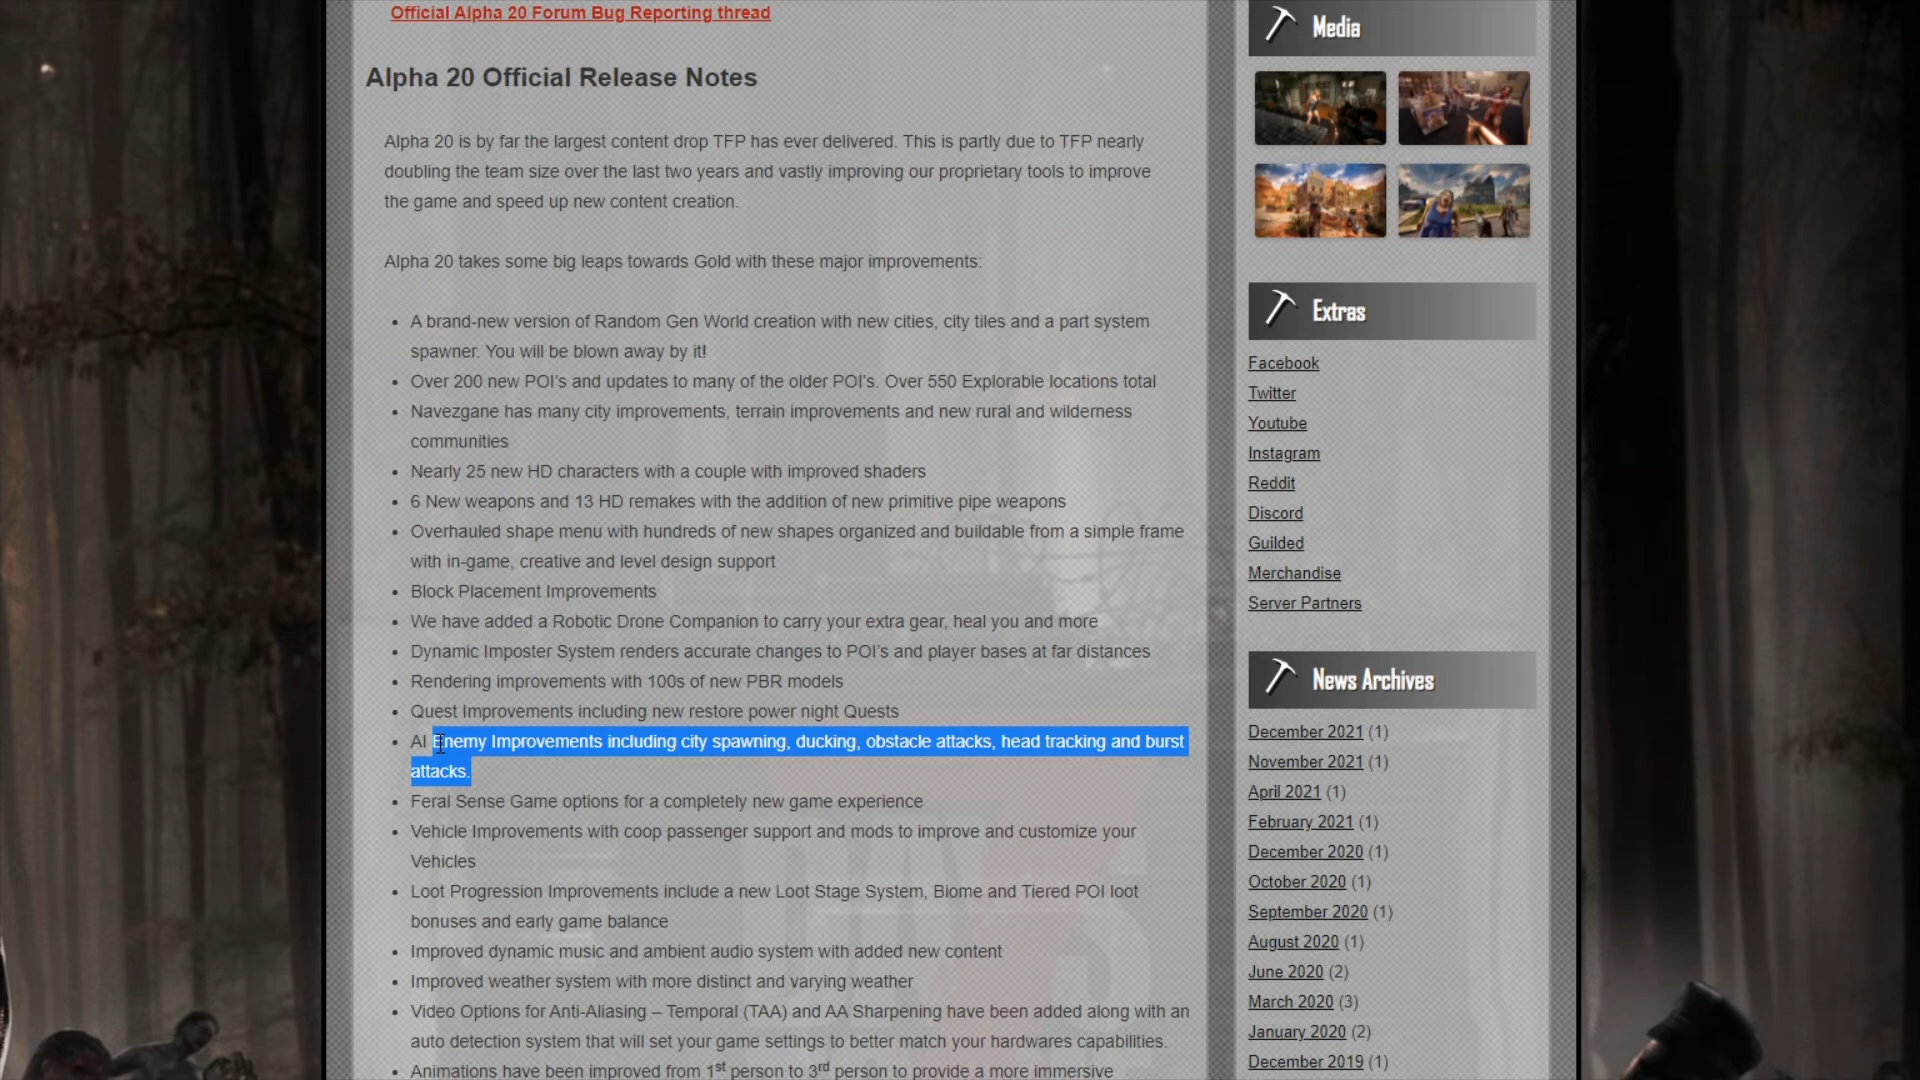 Official Alpha 20 Forum Bug Reporting thread
Alpha 20 Official Release Notes
Alpha 20 is by far the largest content drop TFP has ever delivered. This is partly due to TFP nearly
doubling the team size over the last two years and vastly improving our proprietary tools to improve
the game and speed up new content creation.
Alpha 20 takes some big leaps towards Gold with these major improvements:
• A brand-new version of Random Gen World creation with new cities, city tiles and a part system
spawner. You will be blown away by it!
• Over 200 new POI’s and updates to many of the older POI’s. Over 550 Explorable locations total
• Navezgane has many city improvements, terrain improvements and new rural and wilderness
communities
• Nearly 25 new HD characters with a couple with improved shaders
• 6 New weapons and 13 HD remakes with the addition of new primitive pipe weapons
• Overhauled shape menu with hundreds of new shapes organized and buildable from a simple frame
with in-game, creative and level design support
• Block Placement Improvements
• We have added a Robotic Drone Companion to carry your extra gear, heal you and more
• Dynamic Imposter System renders accurate changes to POI’s and player bases at far distances
• Rendering improvements with 100s of new PBR models
• Quest Improvements including new restore power night Quests
• AI Enemy Improvements including city spawning, ducking, obstacle attacks, head tracking and burst
attacks.
• Feral Sense Game options for a completely new game experience
• Vehicle Improvements with coop passenger support and mods to improve and customize your
Vehicles
• Loot Progression Improvements include a new Loot Stage System, Biome and Tiered POI loot
bonuses and early game balance
• Improved dynamic music and ambient audio system with added new content
• Improved weather system with more distinct and varying weather
• Video Options for Anti-Aliasing – Temporal (TAA) and AA Sharpening have been added along with an
auto detection system that will set your game settings to better match your hardwares capabilities.
• Animations have been improved from 1st person to 3rd person to provide a more immersive
Media
Extras
Facebook
Twitter
Youtube
Instagram
Reddit
Discord
Guilded
Merchandise
Server Partners
News Archives
December 2021 (1)
November 2021 (1)
April 2021 (1)
February 2021 (1)
December 2020 (1)
October 2020 (1)
September 2020 (1)
August 2020 (1)
June 2020 (2)
March 2020 (3)
January 2020 (2)
December 2019 (1)